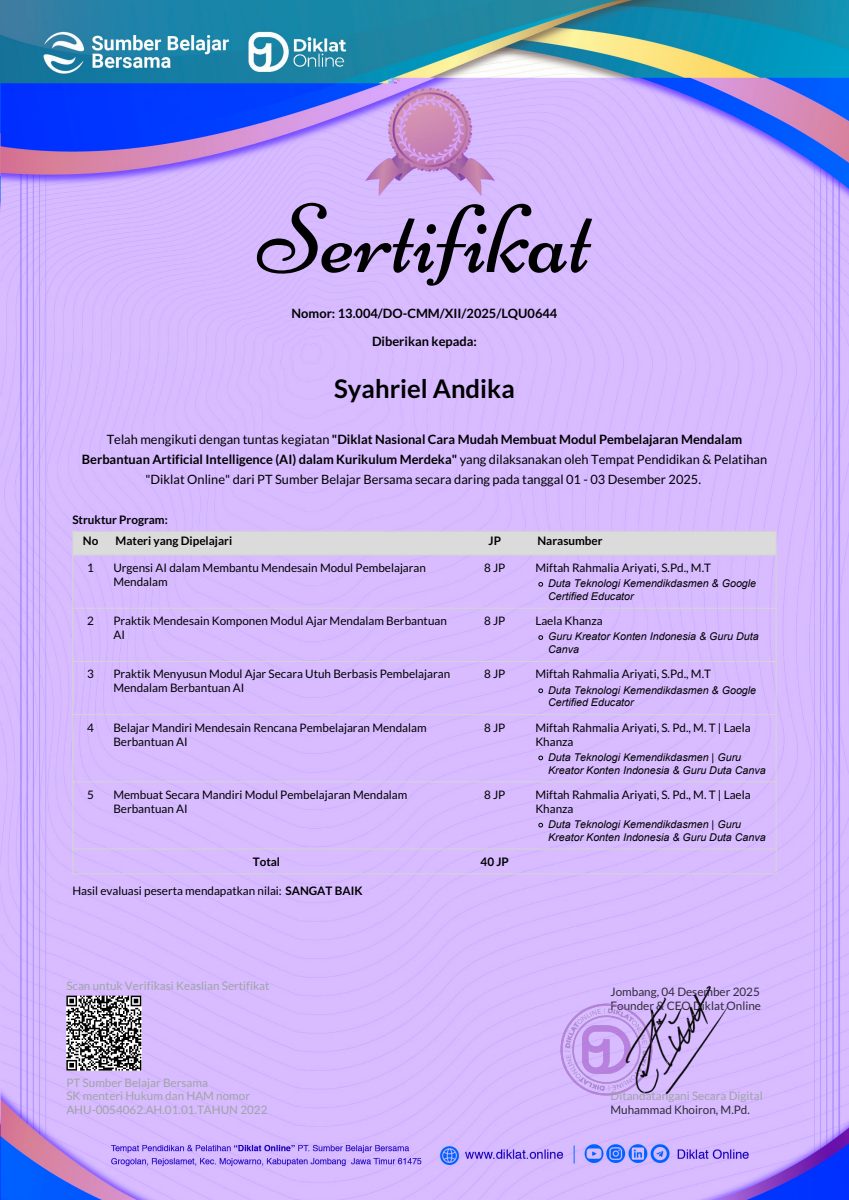 Sumber Belajar
Bersama
Diklat
Online
Sertifikat
Nomor: 13.004/DO-CMM/XII/2025/LQU0644
Diberikan kepada:
Syahriel Andika
Telah mengikuti dengan tuntas kegiatan "Diklat Nasional Cara Mudah Membuat Modul Pembelajaran Mendalam
Berbantuan Artificial Intelligence (AI) dalam Kurikulum Merdeka" yang dilaksanakan oleh Tempat Pendidikan & Pelatihan
"Diklat Online" dari PT Sumber Belajar Bersama secara daring pada tanggal 01 - 03 Desember 2025.
Struktur Program:
No Materi yang Dipelajari JP Narasumber
1 Urgensi AI dalam Membantu Mendesain Modul Pembelajaran 8 JP Miftah Rahmalia Ariyati, S.Pd., M.T
Mendalam
Duta Teknologi Kemendikdasmen & Google
Certified Educator
2 Praktik Mendesain Komponen Modul Ajar Mendalam Berbantuan 8 JP Laela Khanza
AI
Guru Kreator Konten Indonesia & Guru Duta
Canva
3 Praktik Menyusun Modul Ajar Secara Utuh Berbasis Pembelajaran 8 JP Miftah Rahmalia Ariyati, S.Pd., M.T
Mendalam Berbantuan AI
Duta Teknologi Kemendikdasmen & Google
Certified Educator
4 Belajar Mandiri Mendesain Rencana Pembelajaran Mendalam 8 JP Miftah Rahmalia Ariyati, S. Pd., M. T | Laela
Berbantuan AI Khanza
Duta Teknologi Kemendikdasmen | Guru
Kreator Konten Indonesia & Guru Duta Canva
5 Membuat Secara Mandiri Modul Pembelajaran Mendalam 8 JP Miftah Rahmalia Ariyati, S. Pd., M. T | Laela
Berbantuan AI Khanza
Duta Teknologi Kemendikdasmen | Guru
Kreator Konten Indonesia & Guru Duta Canva
Total 40 JP
Hasil evaluasi peserta mendapatkan nilai: SANGAT BAIK
Scan untuk Verifikasi Keaslian Sertifikat
PT Sumber Belajar Bersama
SK menteri Hukum dan HAM nomor
AHU-0054062.AH.01.01.TAHUN 2022
Jombang, 04 Desember 2025
Founder & CEO Diklat Online
DIKLATONLINE | DIKLATONLINE | DIKLATONLINE
Ditandatangani Secara Digital
Muhammad Khoiron, M.Pd.
Tempat Pendidikan & Pelatihan "Diklat Online" PT. Sumber Belajar Bersama
Grogolan, Rejoslamet, Kec. Mojowarno, Kabupaten Jombang Jawa Timur 61475
www.diklat.online | Diklat Online